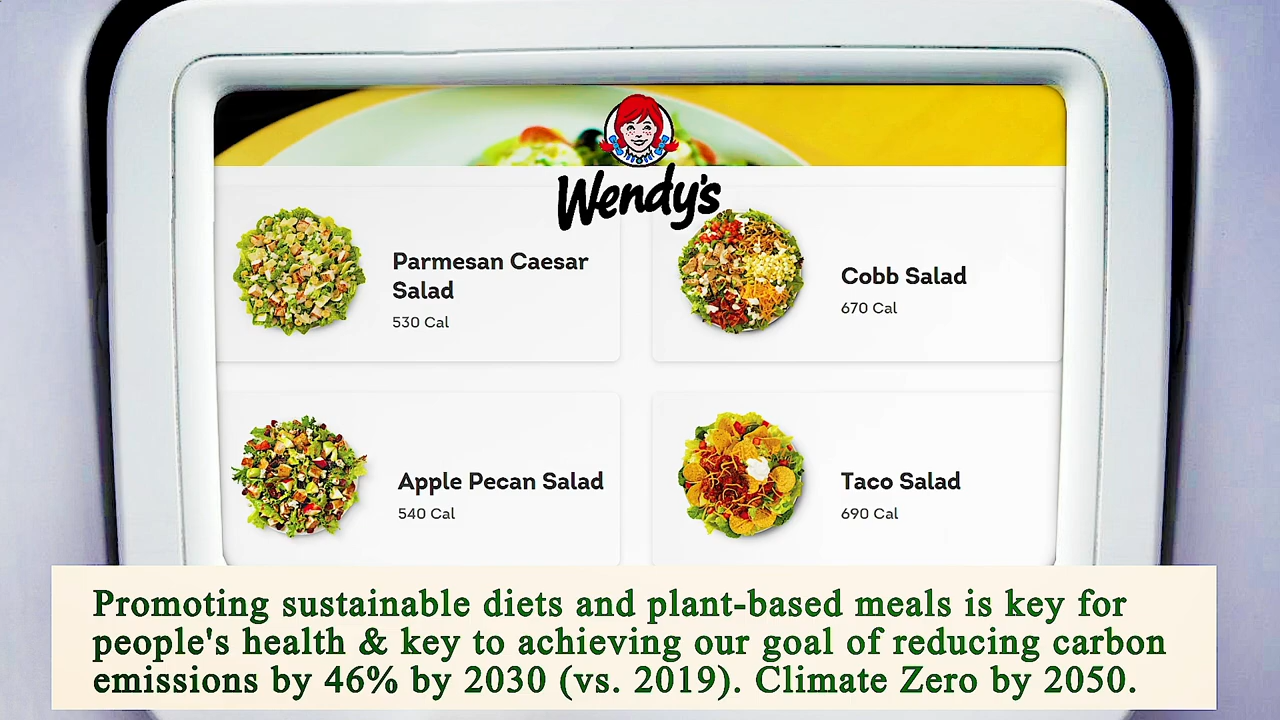 Wendy's
Parmesan Caesar
Salad
530 Cal
Cobb Salad
670 Cal
Apple Pecan Salad
540 Cal
Taco Salad
690 Cal
Promoting sustainable diets and plant-based meals is key for
people's health & key to achieving our goal of reducing carbon
emissions by 46% by 2030 (vs. 2019). Climate Zero by 2050.